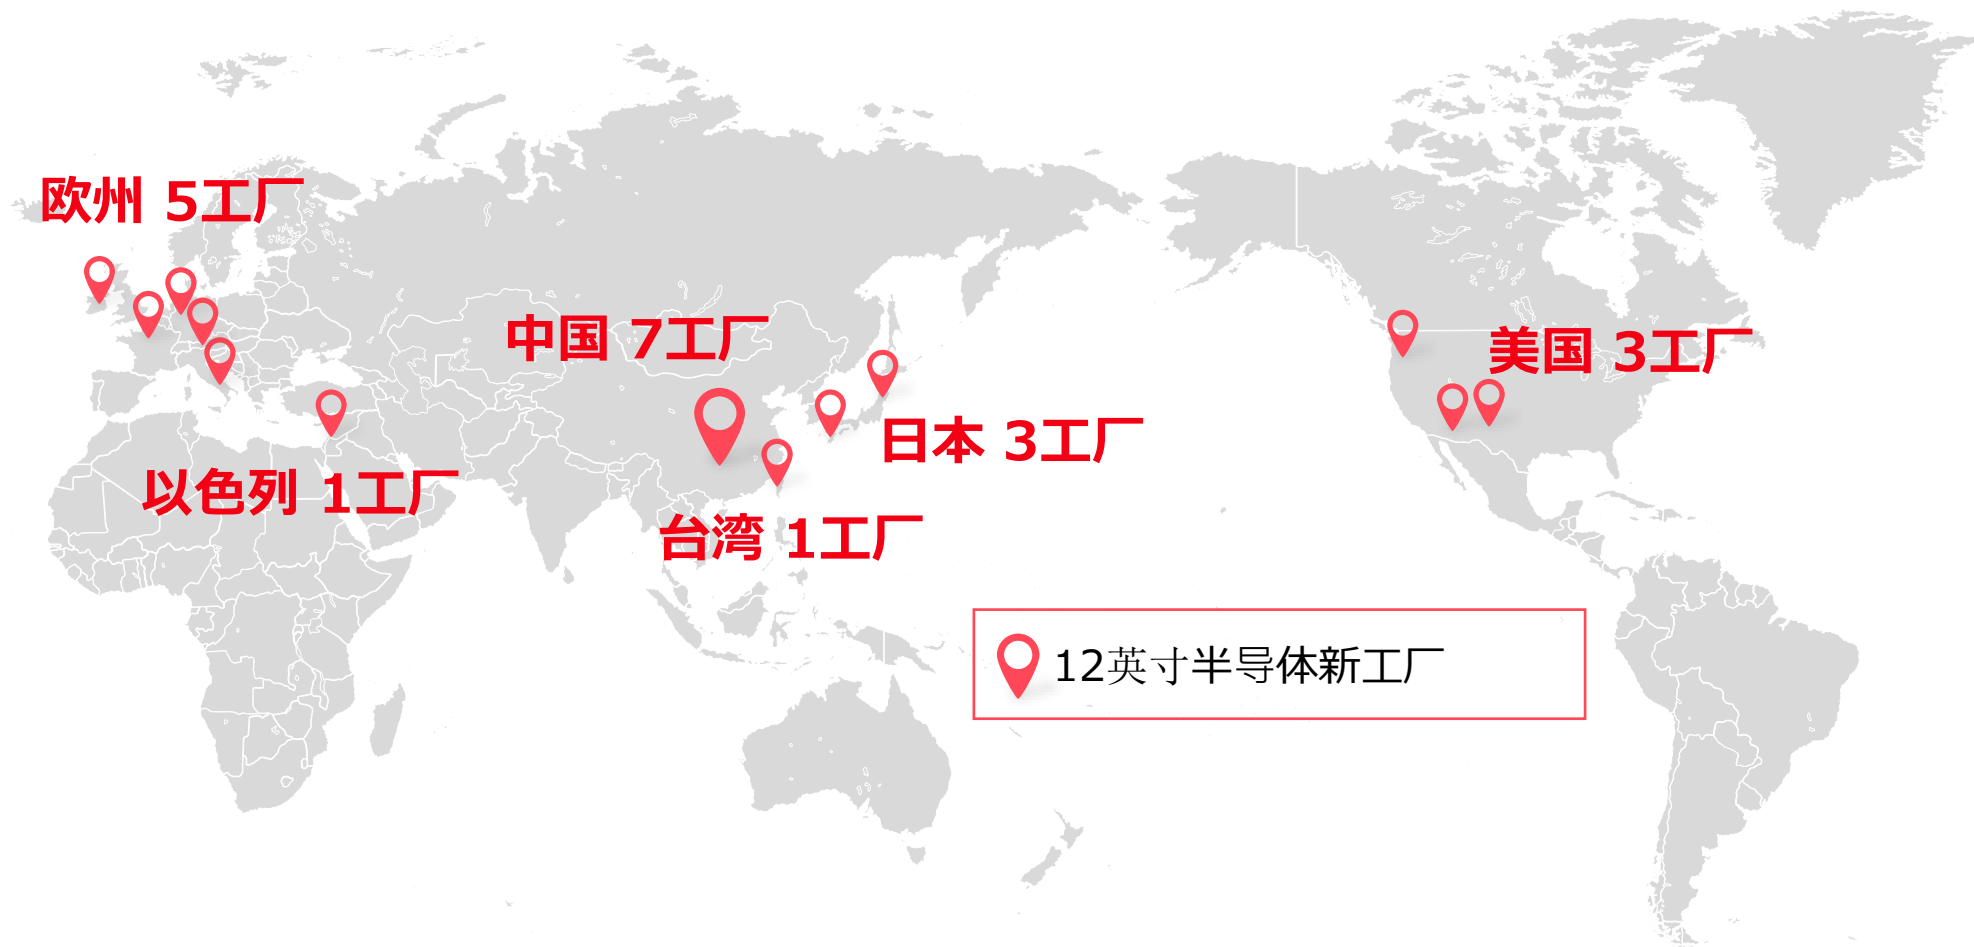 欧州 5工厂
中国 7工厂
美国 3工厂
日本 3工厂
以色列 1工厂
台湾 1工厂
12英寸半导体新工厂